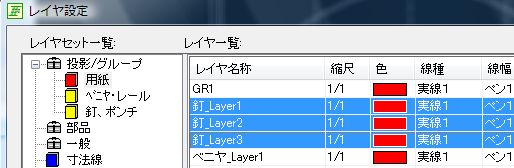 レイヤ設定
レイヤセット一覧:
投影/グループ
用紙
ベニヤ・レール
釘、ポンチ
部品
一般
寸法線
レイヤ一覧:
レイヤ名称 縮尺 色 線種 線幅
GR1 1/1 実線1 ペン1
釘_Layer1 1/1 実線1 ペン1
釘_Layer2 1/1 実線1 ペン1
釘_Layer3 1/1 実線1 ペン1
ベニヤ_Layer1 1/1 実線1 ペン1